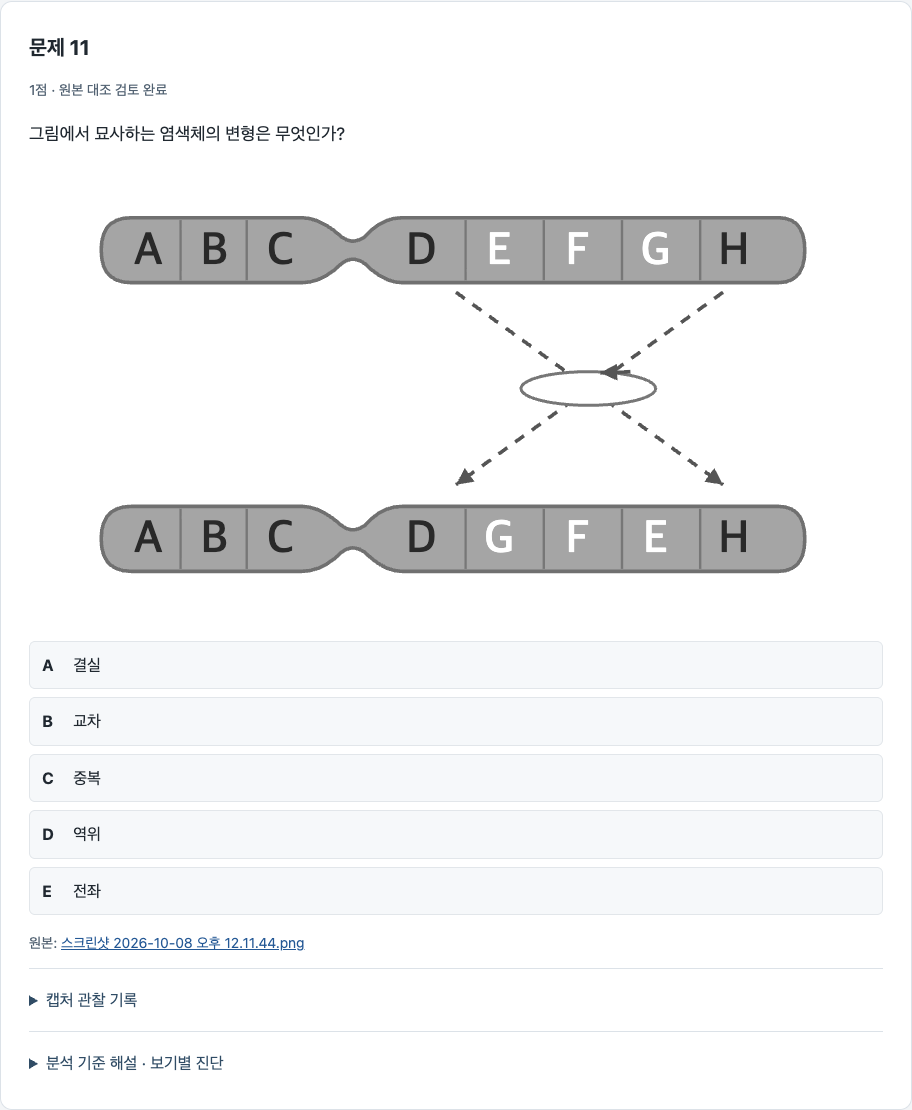 문제 11
1점 · 원본 대조 검토 완료
그림에서 묘사하는 염색체의 변형은 무엇인가?
A B C D E F G H
A B C D G F E H
A 결실
B 교차
C 중복
D 역위
E 전좌
원본: 스크린샷 2026-10-08 오후 12.11.44.png
▶ 캡처 관찰 기록
▶ 분석 기준 해설 · 보기별 진단